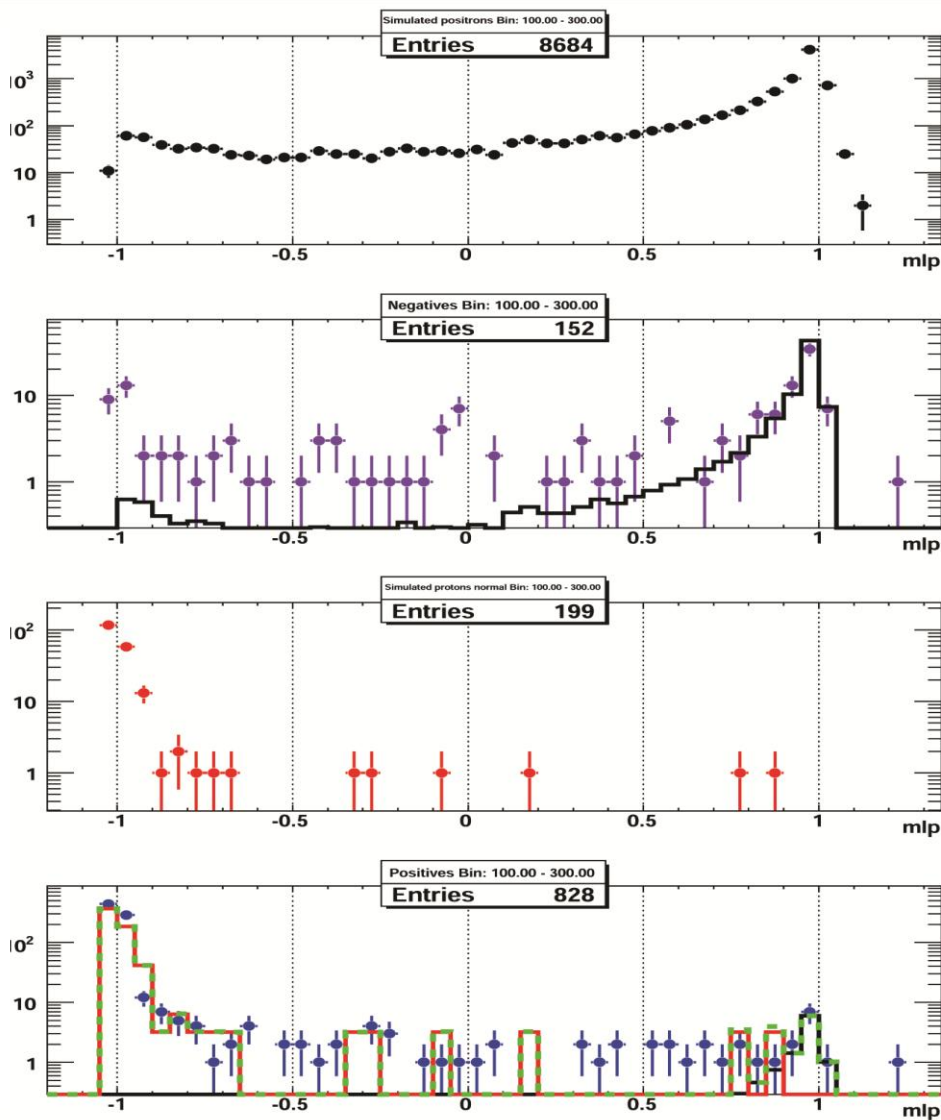 Simulated positrons Bin: 100.00 - 300.00
Entries 8684
10³
10²
10
1
-1 -0.5 0 0.5 1
mlp
Negatives Bin: 100.00 - 300.00
Entries 152
10
1
-1 -0.5 0 0.5 1
mlp
Simulated protons normal Bin: 100.00 - 300.00
Entries 199
10²
10
1
-1 -0.5 0 0.5 1
mlp
Positives Bin: 100.00 - 300.00
Entries 828
10²
10
1
-1 -0.5 0 0.5 1
mlp